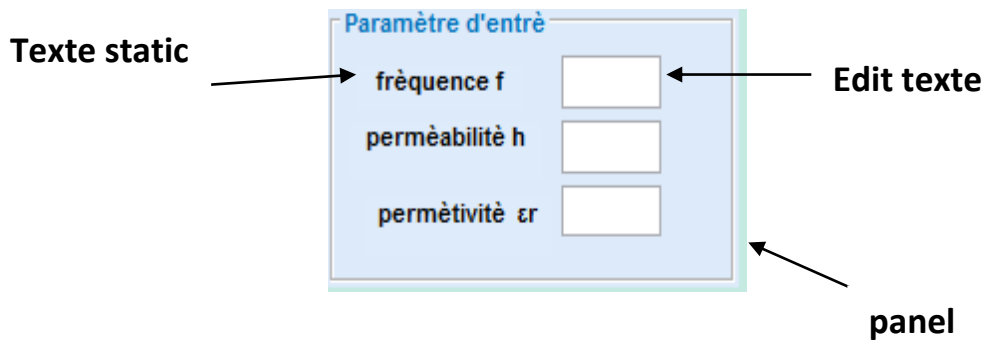 Paramètre d'entrè
Texte static
frèquence f
Edit texte
permèabilitè h
permètivitè εr
panel